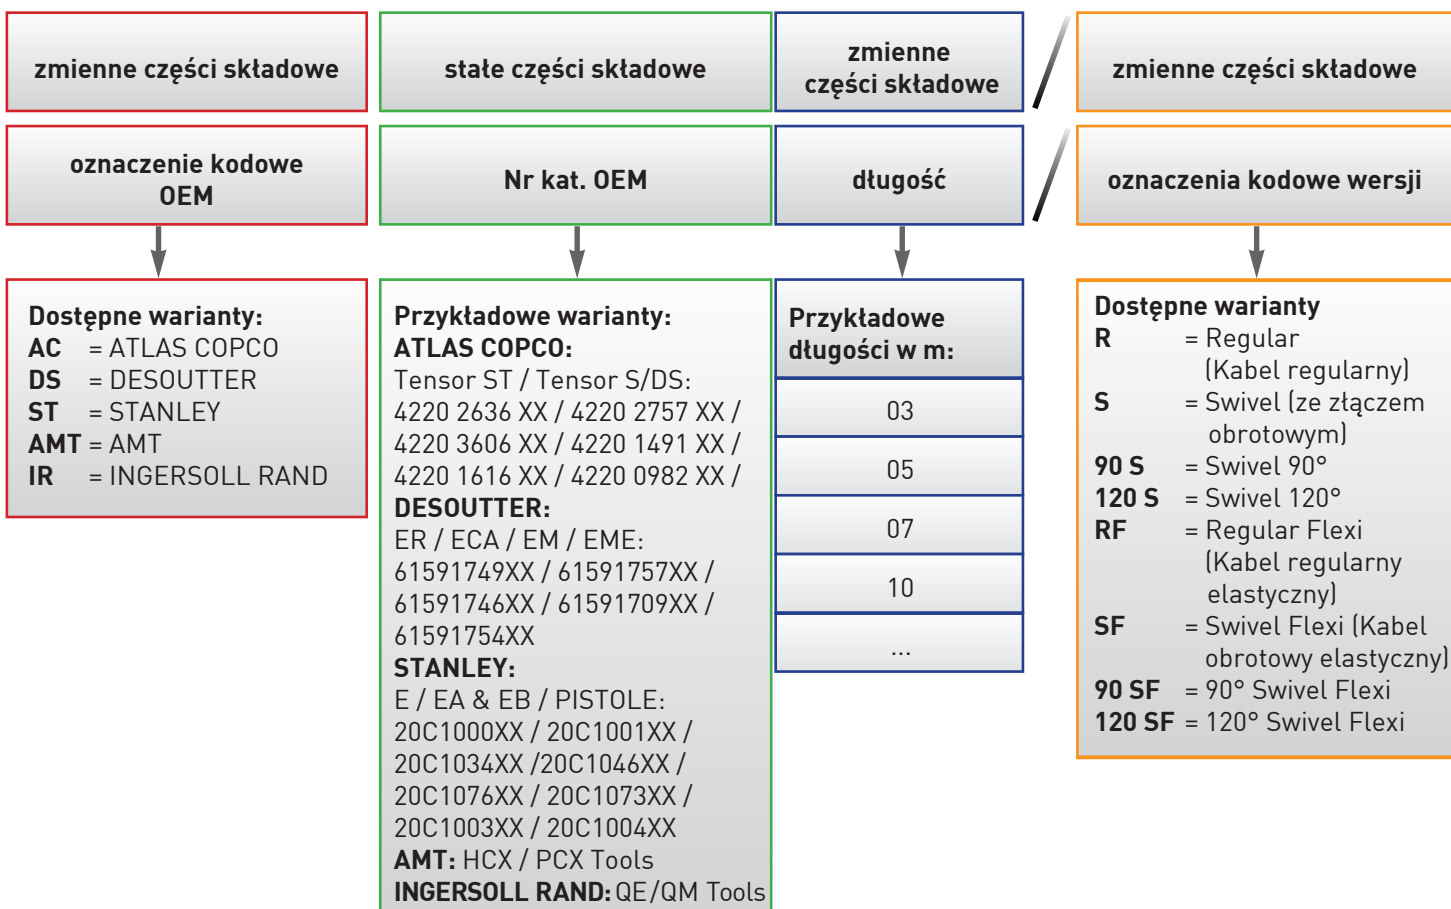 zmienne części składowe
stałe części składowe
zmienne
części składowe
/
zmienne części składowe
oznaczenie kodowe
OEM
Nr kat. OEM
długość
/
oznaczenia kodowe wersji
Dostępne warianty:
AC = ATLAS COPCO
DS = DESOUTTER
ST = STANLEY
AMT = AMT
IR = INGERSOLL RAND
Przykładowe warianty:
ATLAS COPCO:
Tensor ST / Tensor S/DS:
4220 2636 XX / 4220 2757 XX /
4220 3606 XX / 4220 1491 XX /
4220 1616 XX / 4220 0982 XX /
DESOUTTER:
ER / ECA / EM / EME:
61591749XX / 61591757XX /
61591746XX / 61591709XX /
61591754XX
STANLEY:
E / EA & EB / PISTOLE:
20C1000XX / 20C1001XX /
20C1034XX /20C1046XX /
20C1076XX / 20C1073XX /
20C1003XX / 20C1004XX
AMT: HCX / PCX Tools
INGERSOLL RAND: QE/QM Tools
Przykładowe
długości w m:
03
05
07
10
...
Dostępne warianty
R = Regular
(Kabel regularny)
S = Swivel (ze złączem
obrotowym)
90 S = Swivel 90°
120 S = Swivel 120°
RF = Regular Flexi
(Kabel regularny
elastyczny)
SF = Swivel Flexi (Kabel
obrotowy elastyczny)
90 SF = 90° Swivel Flexi
120 SF = 120° Swivel Flexi